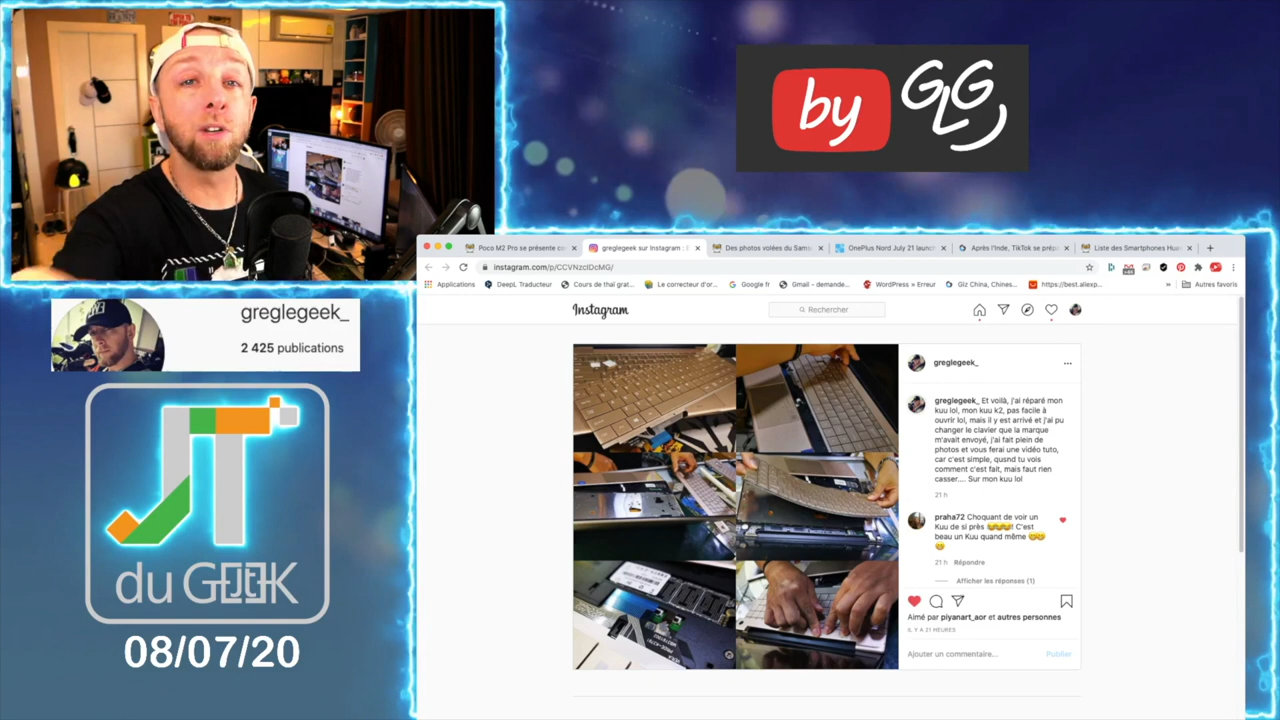 by GLG
Poco M2 Pro se présente co
greglegeek sur Instagram : E
Des photos volées du Sams
OnePlus Nord July 21 launc
Après l'Inde, TikTok se prép
Liste des Smartphones Hua
instagram.com/p/CCVNzcIDcMG/
Applications
DeepL Traducteur
Cours de thaï grat...
Le correcteur d'or...
Google fr
Gmail - demande...
WordPress » Erreur
Giz China, Chines...
https://best.aliexp...
Autres favoris
Instagram
Rechercher
greglegeek_
2 425 publications
greglegeek_
greglegeek_ Et voilà, j'ai réparé mon
kuu lol, mon kuu k2, pas facile à
ouvrir lol, mais il y est arrivé et j'ai pu
changer le clavier que la marque
m'avait envoyé, j'ai fait plein de
photos et vous ferai une vidéo tuto,
car c'est simple, qusnd tu vois
comment c'est fait, mais faut rien
casser.... Sur mon kuu lol
21 h
praha72 Choquant de voir un
Kuu de si près 😂😂😂!! C'est
beau un Kuu quand même 😁😁
😁
21 h Répondre
Afficher les réponses (1)
Aimé par piyanart_aor et autres personnes
IL Y A 21 HEURES
Ajouter un commentaire...
Publier
JT
du GEEK
08/07/20